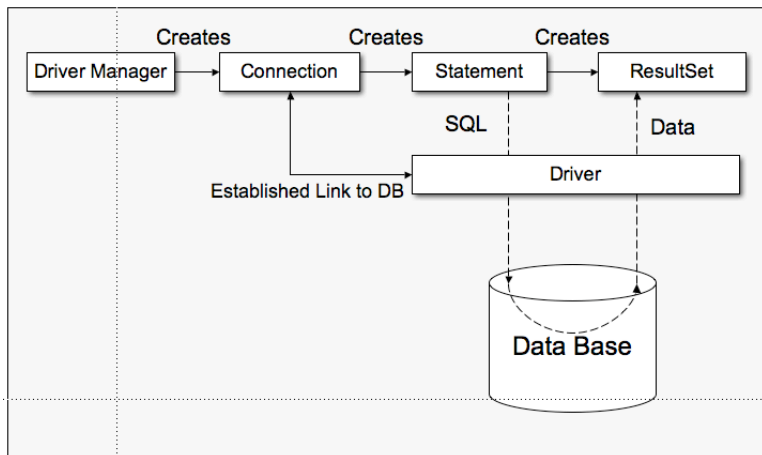 Creates
Creates
Creates
Driver Manager
Connection
Statement
ResultSet
SQL
Data
Driver
Established Link to DB
Data Base